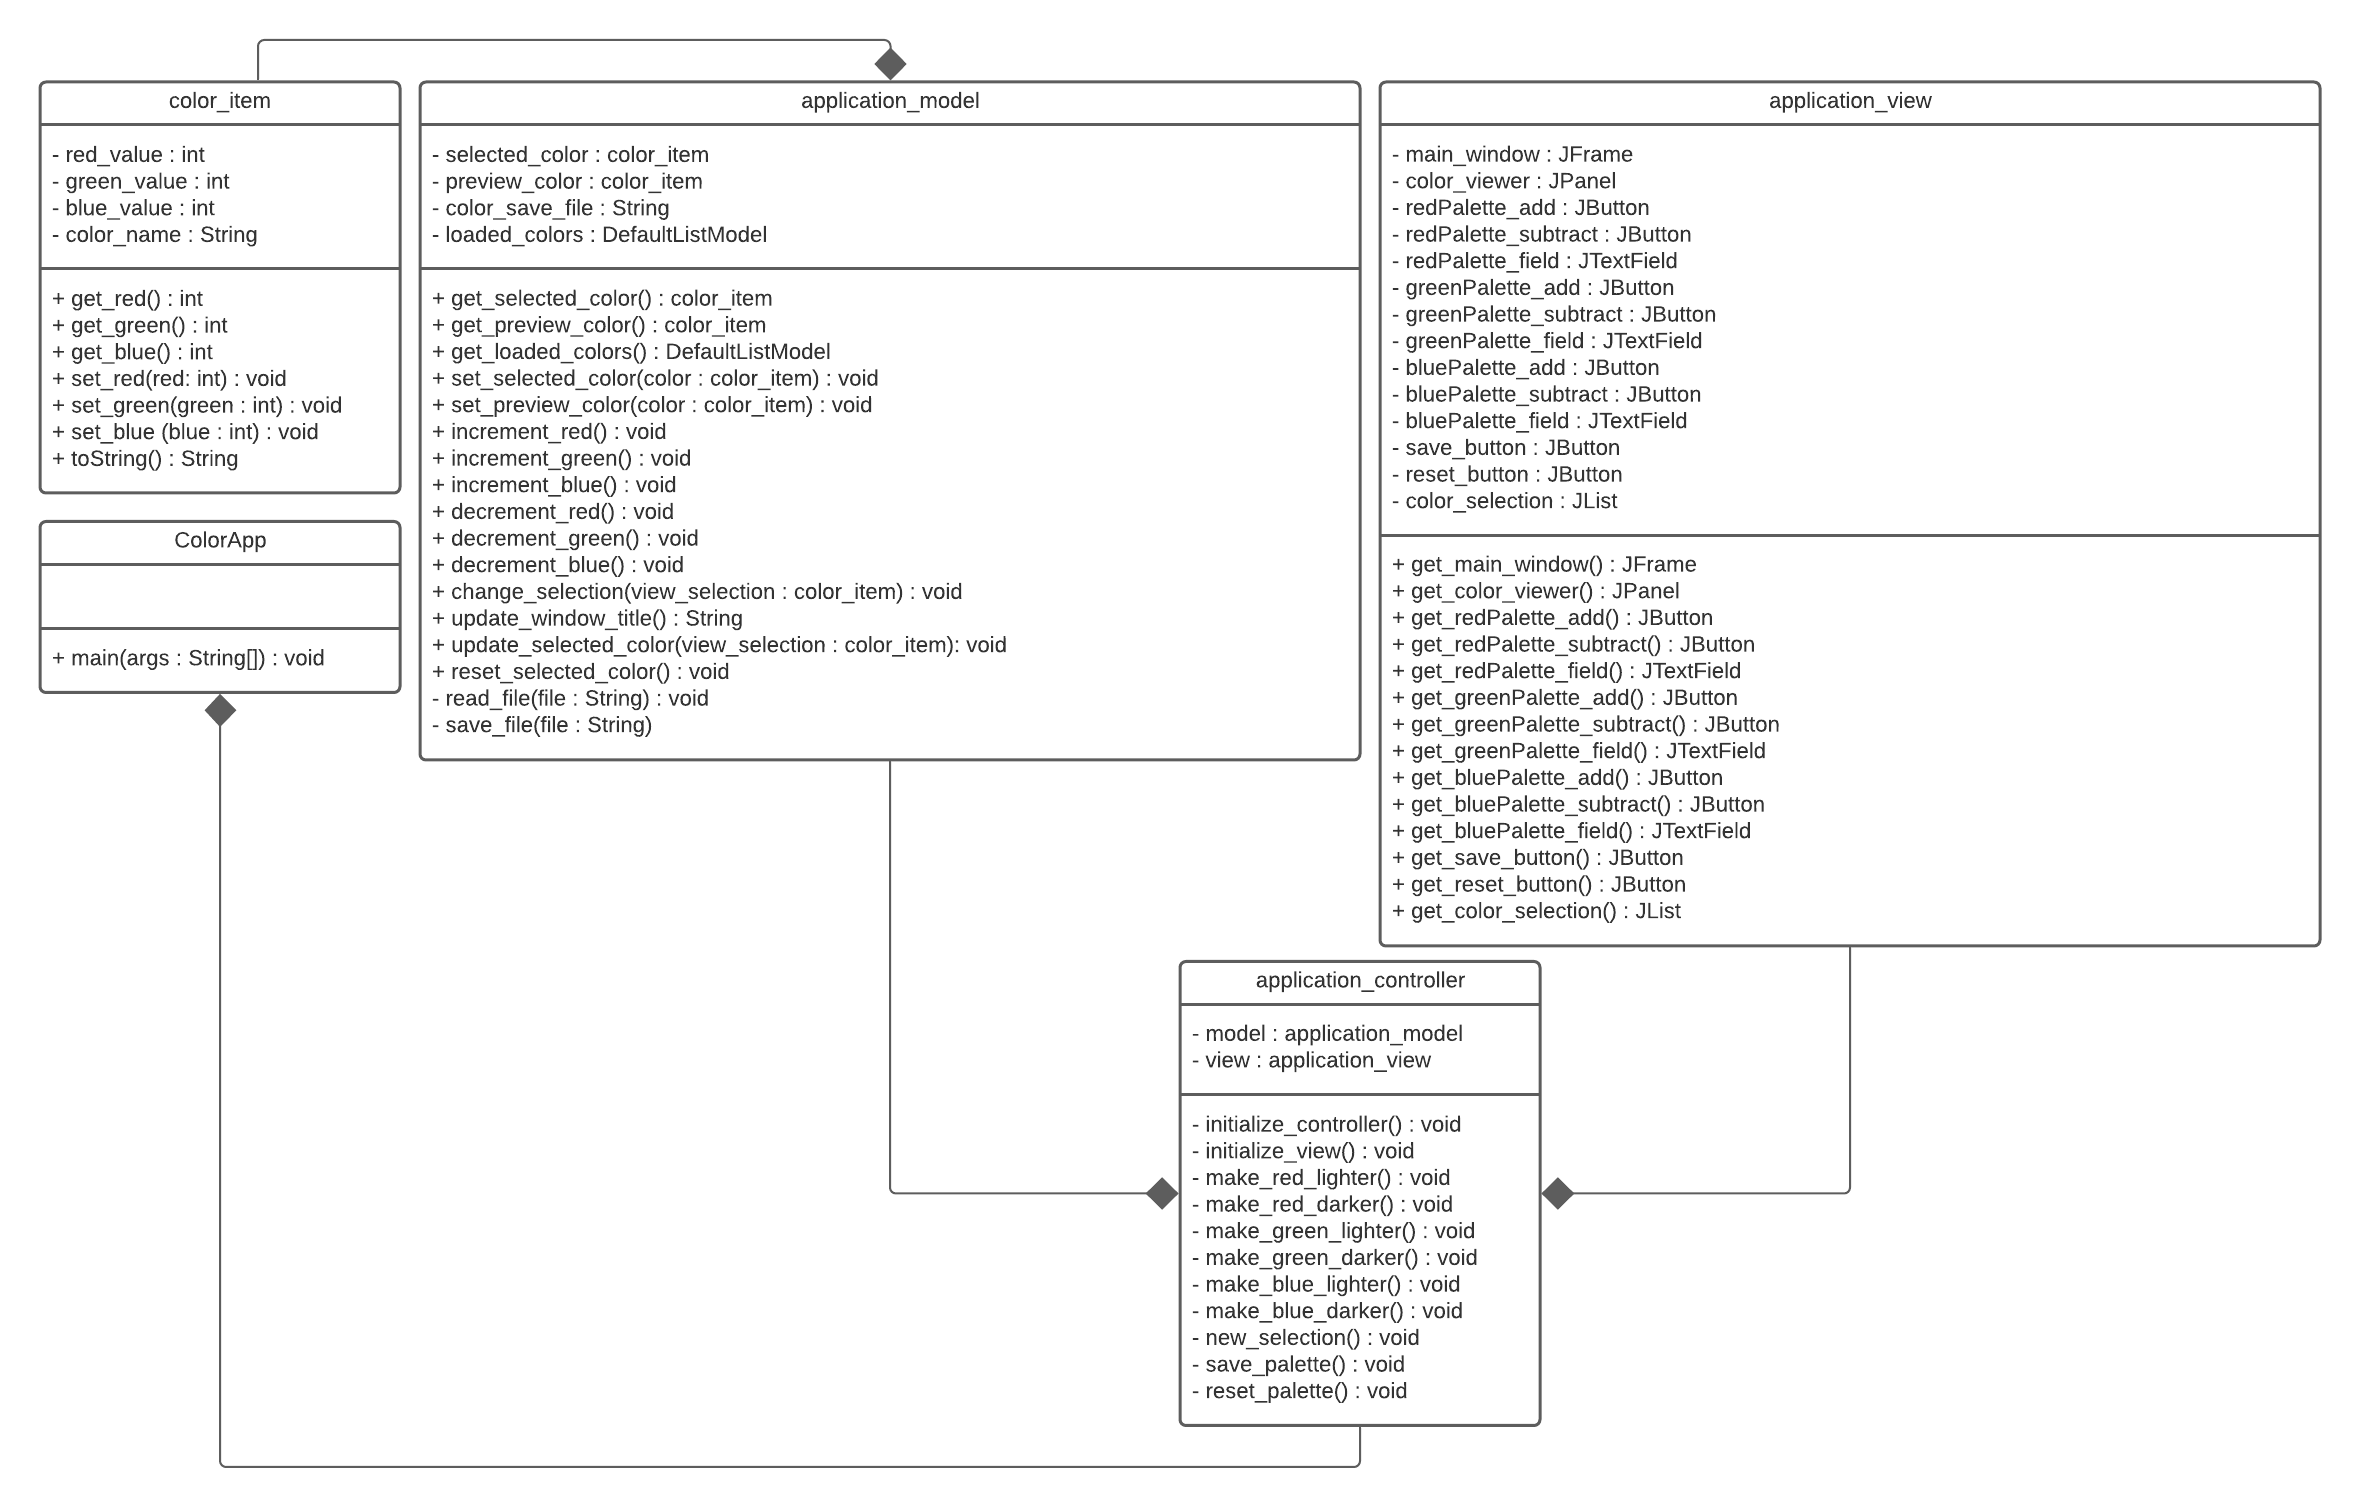 color_item
- red_value : int
- green_value : int
- blue_value : int
- color_name : String
+ get_red() : int
+ get_green() : int
+ get_blue() : int
+ set_red(red: int) : void
+ set_green(green : int) : void
+ set_blue (blue : int) : void
+ toString() : String
ColorApp
+ main(args : String[]) : void
application_model
- selected_color : color_item
- preview_color : color_item
- color_save_file : String
- loaded_colors : DefaultListModel
+ get_selected_color() : color_item
+ get_preview_color() : color_item
+ get_loaded_colors() : DefaultListModel
+ set_selected_color(color : color_item) : void
+ set_preview_color(color : color_item) : void
+ increment_red() : void
+ increment_green() : void
+ increment_blue() : void
+ decrement_red() : void
+ decrement_green() : void
+ decrement_blue() : void
+ change_selection(view_selection : color_item) : void
+ update_window_title() : String
+ update_selected_color(view_selection : color_item): void
+ reset_selected_color() : void
- read_file(file : String) : void
- save_file(file : String)
application_view
- main_window : JFrame
- color_viewer : JPanel
- redPalette_add : JButton
- redPalette_subtract : JButton
- redPalette_field : JTextField
- greenPalette_add : JButton
- greenPalette_subtract : JButton
- greenPalette_field : JTextField
- bluePalette_add : JButton
- bluePalette_subtract : JButton
- bluePalette_field : JTextField
- save_button : JButton
- reset_button : JButton
- color_selection : JList
+ get_main_window() : JFrame
+ get_color_viewer() : JPanel
+ get_redPalette_add() : JButton
+ get_redPalette_subtract() : JButton
+ get_redPalette_field() : JTextField
+ get_greenPalette_add() : JButton
+ get_greenPalette_subtract() : JButton
+ get_greenPalette_field() : JTextField
+ get_bluePalette_add() : JButton
+ get_bluePalette_subtract() : JButton
+ get_bluePalette_field() : JTextField
+ get_save_button() : JButton
+ get_reset_button() : JButton
+ get_color_selection() : JList
application_controller
- model : application_model
- view : application_view
- initialize_controller() : void
- initialize_view() : void
- make_red_lighter() : void
- make_red_darker() : void
- make_green_lighter() : void
- make_green_darker() : void
- make_blue_lighter() : void
- make_blue_darker() : void
- new_selection() : void
- save_palette() : void
- reset_palette() : void